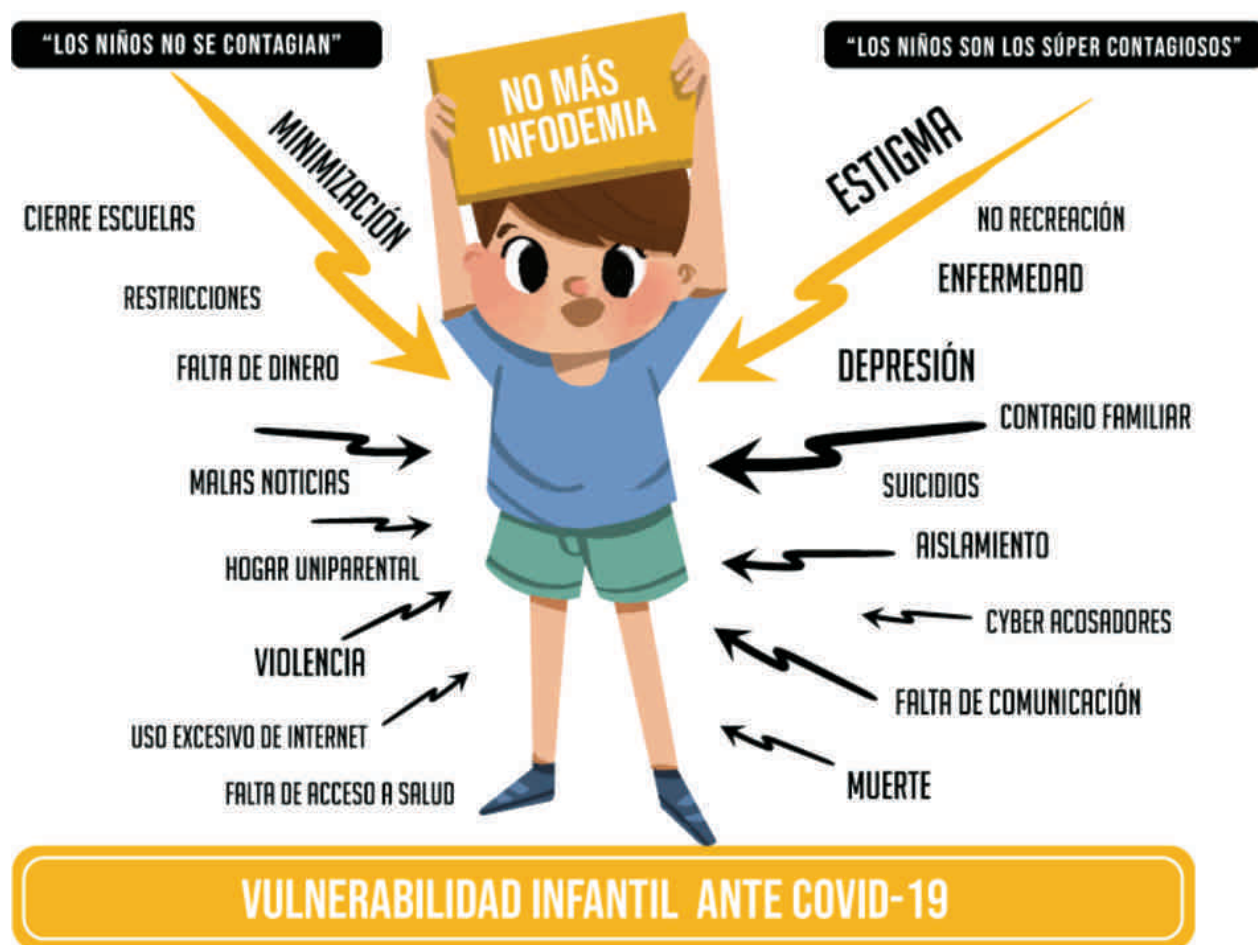 “LOS NIÑOS NO SE CONTAGIAN”
“LOS NIÑOS SON LOS SÚPER CONTAGIOSOS”
NO MÁS
INFODEMIA
MINIMIZACIÓN
ESTIGMA
CIERRE ESCUELAS
RESTRICCIONES
FALTA DE DINERO
MALAS NOTICIAS
HOGAR UNIPARENTAL
VIOLENCIA
USO EXCESIVO DE INTERNET
FALTA DE ACCESO A SALUD
NO RECREACIÓN
ENFERMEDAD
DEPRESIÓN
CONTAGIO FAMILIAR
SUICIDIOS
AISLAMIENTO
CYBER ACOSADORES
FALTA DE COMUNICACIÓN
MUERTE
VULNERABILIDAD INFANTIL ANTE COVID-19